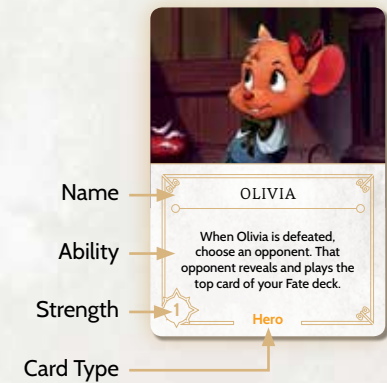 Name
OLIVIA
Ability
When Olivia is defeated,
choose an opponent. That
opponent reveals and plays the
top card of your Fate deck.
Strength
1
Hero
Card Type